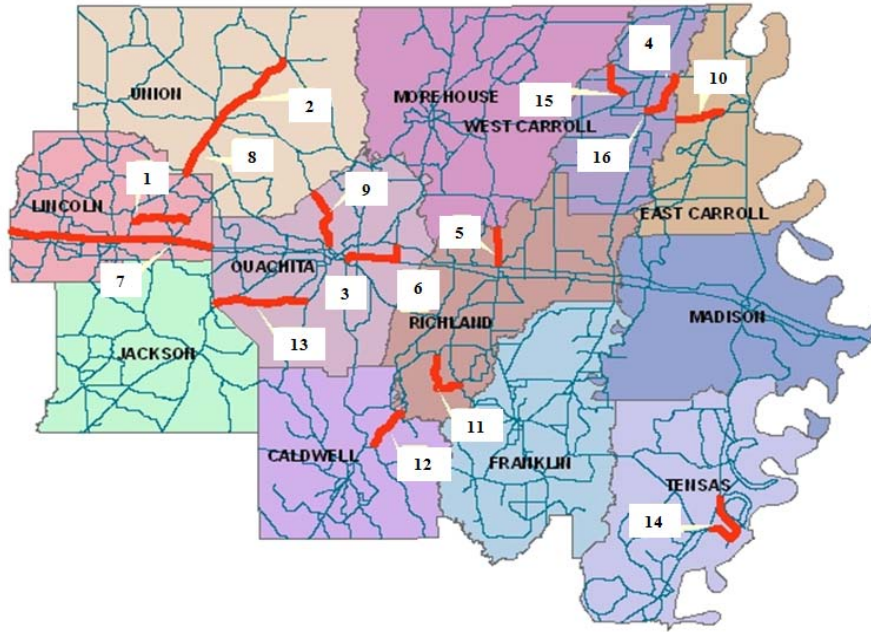 4
10
UNION
2
MOREHOUSE
15
WEST CARROLL
8
16
1
9
LINCOLN
EAST CARROLL
5
OUACHITA
7
3
6
MADISON
RICHLAND
13
JACKSON
11
CALDWELL
12
FRANKLIN
TENSAS
14